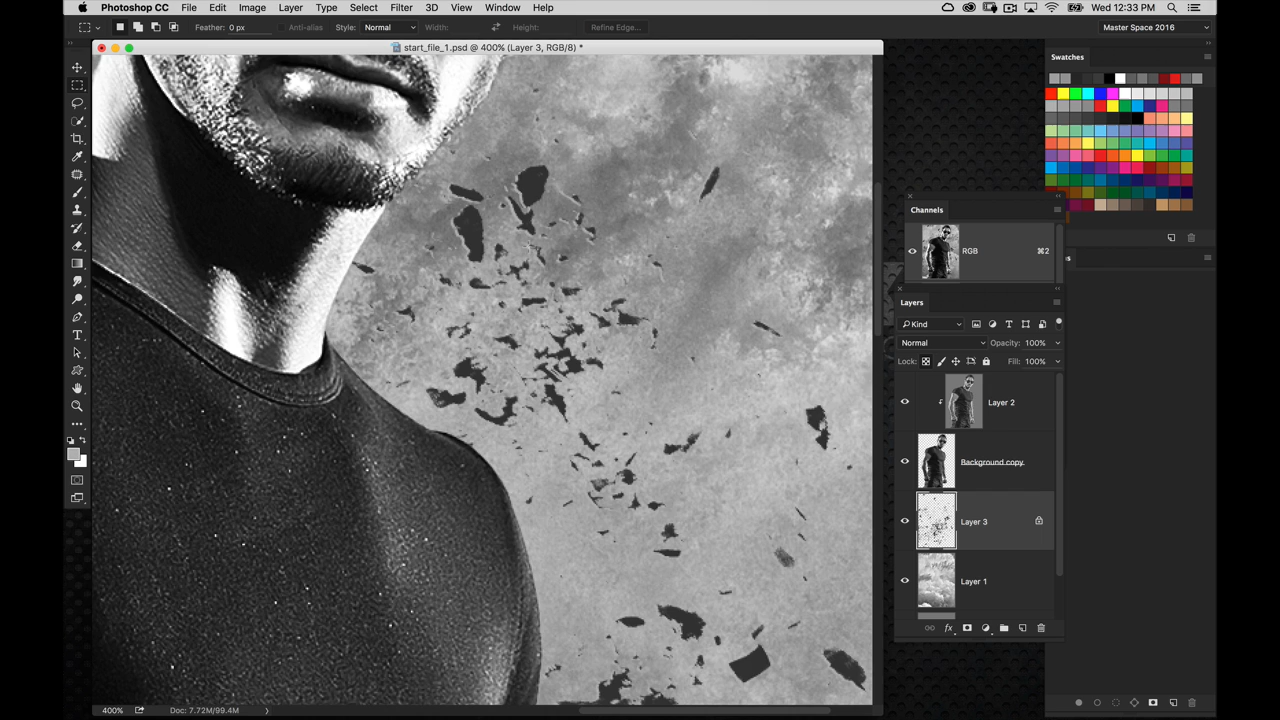 Photoshop CC File Edit Image Layer Type Select Filter 3D View Window Help Wed 12:33 PM
Feather: 0 px Anti-alias Style: Normal Width: Height: Refine Edge... Master Space 2016
start_file_1.psd @ 400% (Layer 3, RGB/8) *
Swatches
Channels
RGB ⌘2
s
Layers
Kind
Normal Opacity: 100%
Lock: Fill: 100%
Layer 2
Background copy
Layer 3
Layer 1
fx
400% Doc: 7.72M/99.4M